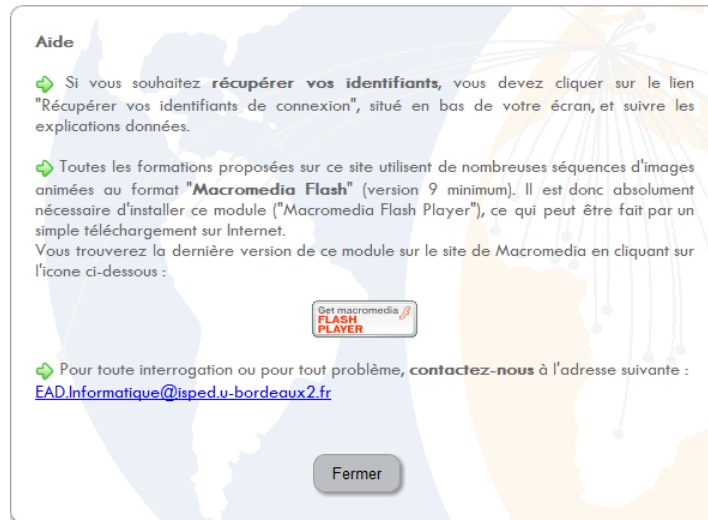 Aide
Si vous souhaitez récupérer vos identifiants, vous devez cliquer sur le lien
"Récupérer vos identifiants de connexion", situé en bas de votre écran, et suivre les
explications données.
Toutes les formations proposées sur ce site utilisent de nombreuses séquences d'images
animées au format "Macromedia Flash" (version 9 minimum). Il est donc absolument
nécessaire d'installer ce module ("Macromedia Flash Player"), ce qui peut être fait par un
simple téléchargement sur Internet.
Vous trouverez la dernière version de ce module sur le site de Macromedia en cliquant sur
l'icone ci-dessous :
Get macromedia
FLASH
PLAYER
Pour toute interrogation ou pour tout problème, contactez-nous à l'adresse suivante :
EAD.Informatique@isped.u-bordeaux2.fr
Fermer